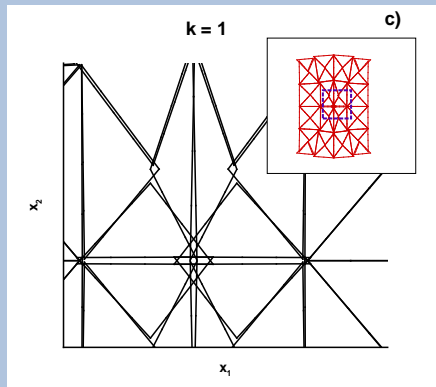 c)
k = 1
x₂
x₁